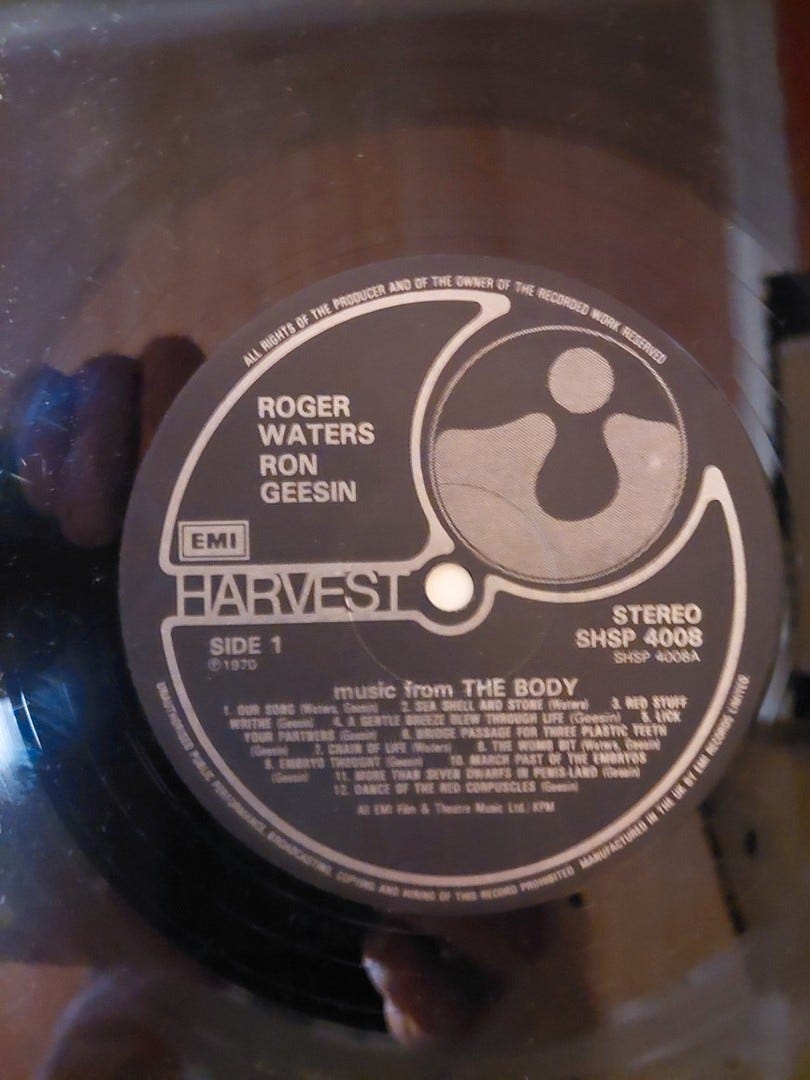 ALL RIGHTS OF THE PRODUCER AND OF THE OWNER OF THE RECORDED WORK RESERVED
ROGER
WATERS
RON
GEESIN
EMI
HARVEST
SIDE 1
Ⓟ 1970
STEREO
SHSP 4008
SHSP 4008A
music from THE BODY
1. OUR SONG (Waters, Geesin) 2. SEA SHELL AND STONE (Waters) 3. RED STUFF
WRITHE (Geesin) 4. A GENTLE BREEZE BLEW THROUGH LIFE (Geesin) 5. LICK
YOUR PARTNERS (Geesin) 6. BRIDGE PASSAGE FOR THREE PLASTIC TEETH
(Geesin) 7. CHAIN OF LIFE (Waters) 8. THE WOMB BIT (Waters, Geesin)
9. EMBRYO THOUGHT (Geesin) 10. MARCH PAST OF THE EMBRYOS
(Geesin) 11. MORE THAN SEVEN DWARFS IN PENIS-LAND (Geesin)
12. DANCE OF THE RED CORPUSCLES (Geesin)
All EMI Film & Theatre Music Ltd/KPM
UNAUTHORISED PUBLIC PERFORMANCE, BROADCASTING, COPYING AND HIRING OF THIS RECORD PROHIBITED MANUFACTURED IN THE UK BY EMI RECORDS LIMITED